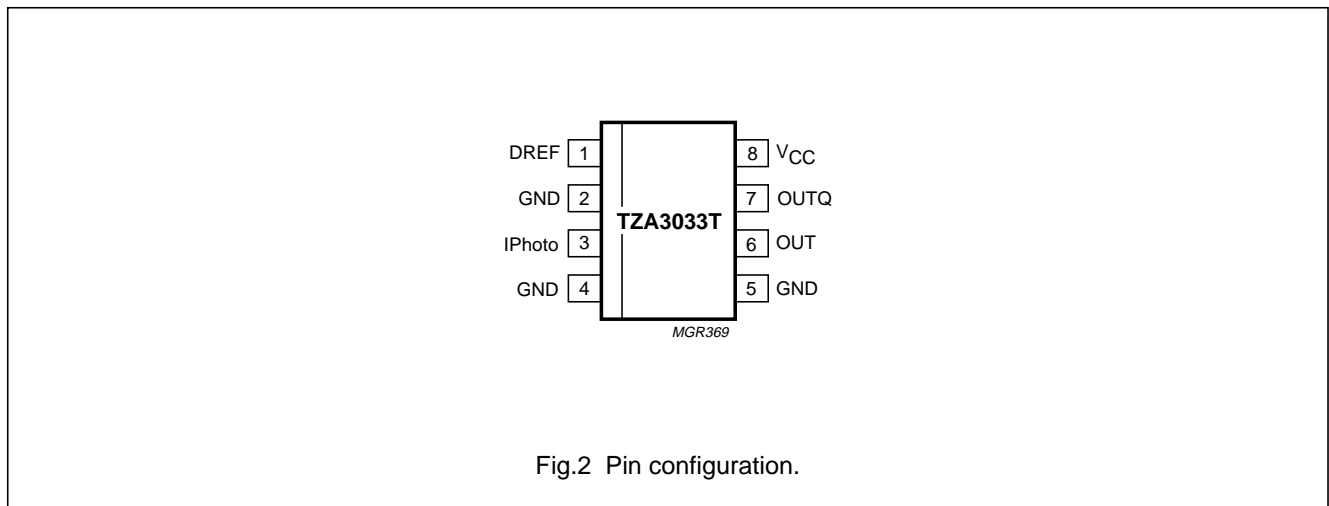 DREF 1 8 VCC
GND 2 7 OUTQ
TZA3033T
IPhoto 3 6 OUT
GND 4 5 GND
MGR369
Fig.2 Pin configuration.